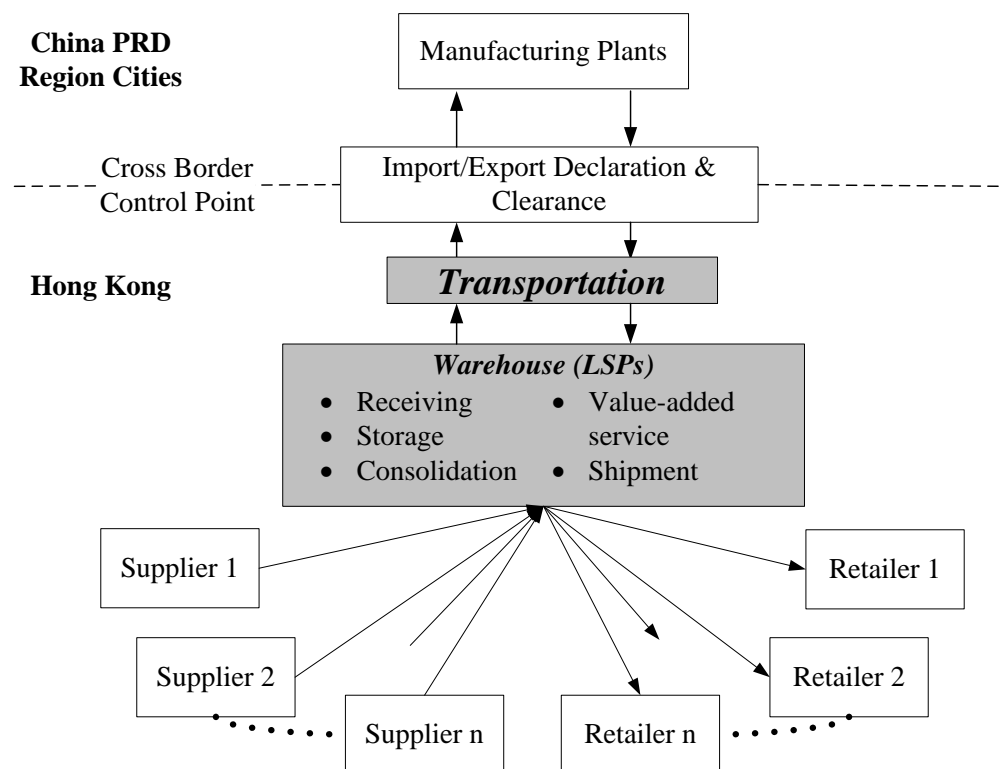 China PRD
Region Cities
Manufacturing Plants
Cross Border
Control Point
Import/Export Declaration &
Clearance
Hong Kong
Transportation
Warehouse (LSPs)
• Receiving
• Storage
• Consolidation
• Value-added
service
• Shipment
Supplier 1
Retailer 1
Supplier 2
Retailer 2
Supplier n
Retailer n